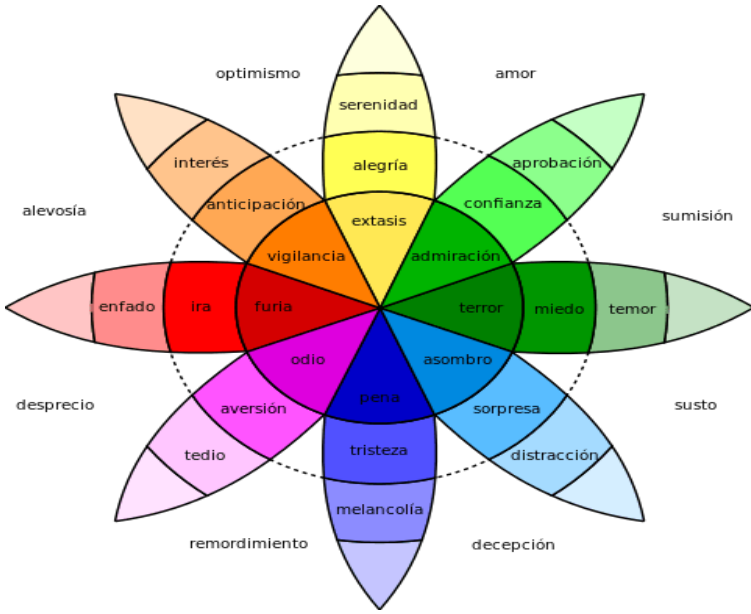 optimismo
amor
serenidad
interés
alegría
aprobación
anticipación
confianza
alevosía
extasis
sumisión
vigilancia
admiración
enfado
ira
furia
terror
miedo
temor
odio
asombro
desprecio
aversión
pena
sorpresa
susto
tedio
tristeza
distracción
melancolía
remordimiento
decepción